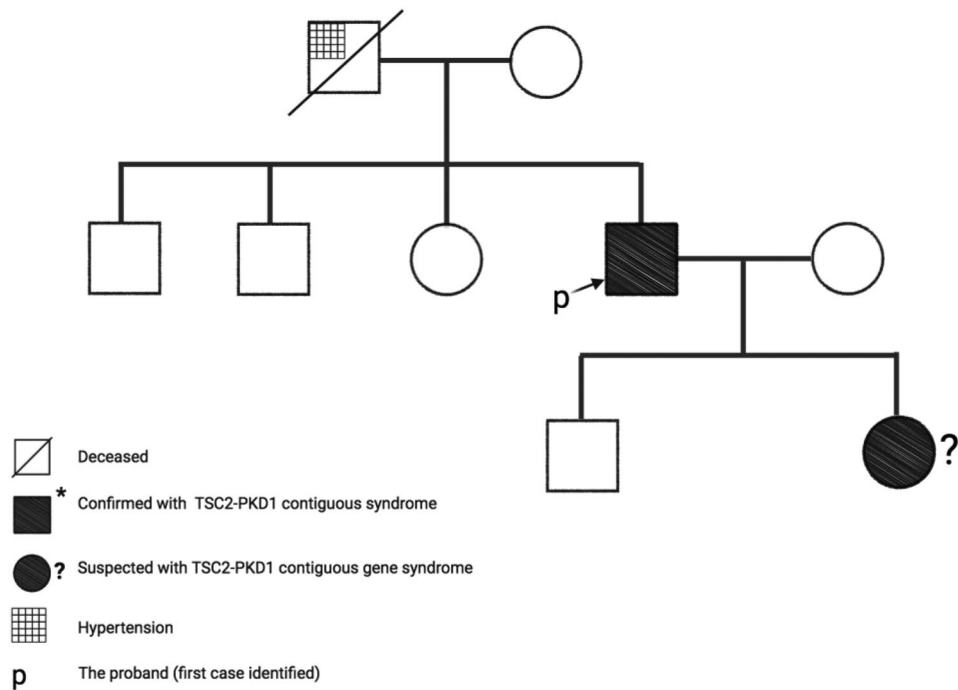 p
?
Deceased
* Confirmed with TSC2-PKD1 contiguous syndrome
? Suspected with TSC2-PKD1 contiguous gene syndrome
Hypertension
p The proband (first case identified)